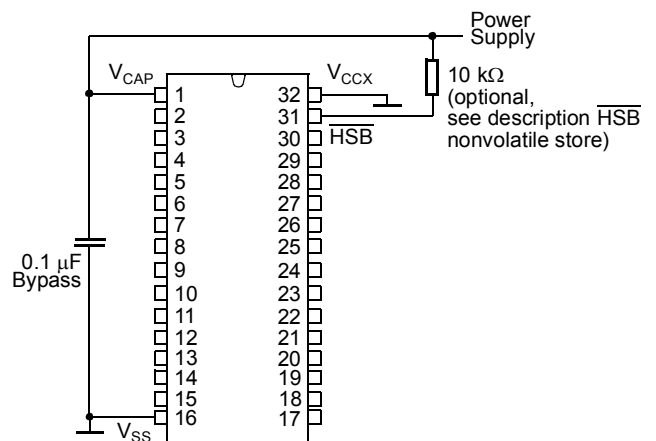 Power
Supply
V_CAP
V_CCX
10 kΩ
(optional,
see description H̅S̅B̅
nonvolatile store)
1 32
2 31
H̅S̅B̅
3 30
4 29
5 28
6 27
7 26
8 25
9 24
10 23
11 22
12 21
13 20
14 19
15 18
16 17
0.1 μF
Bypass
V_SS